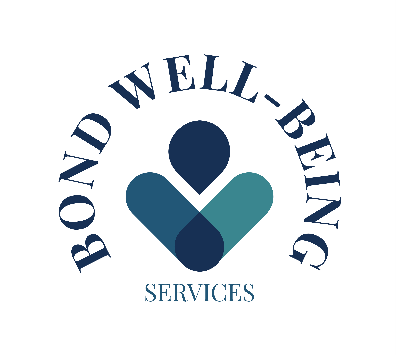 BOND WELL-BEING
SERVICES